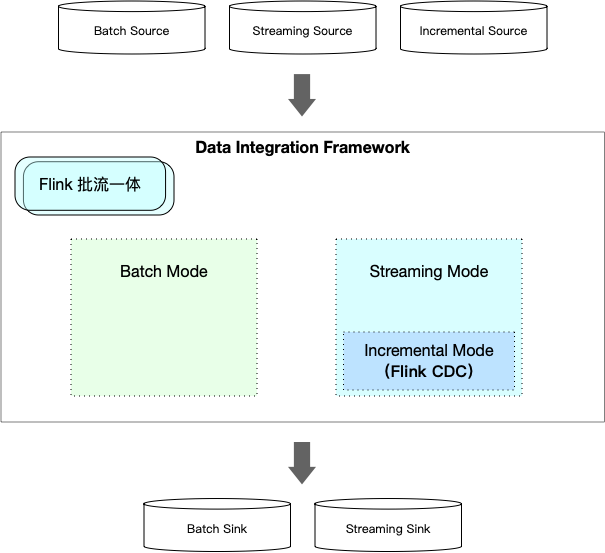 Batch Source
Streaming Source
Incremental Source
Data Integration Framework
Flink 批流一体
Batch Mode
Streaming Mode
Incremental Mode
（Flink CDC）
Batch Sink
Streaming Sink